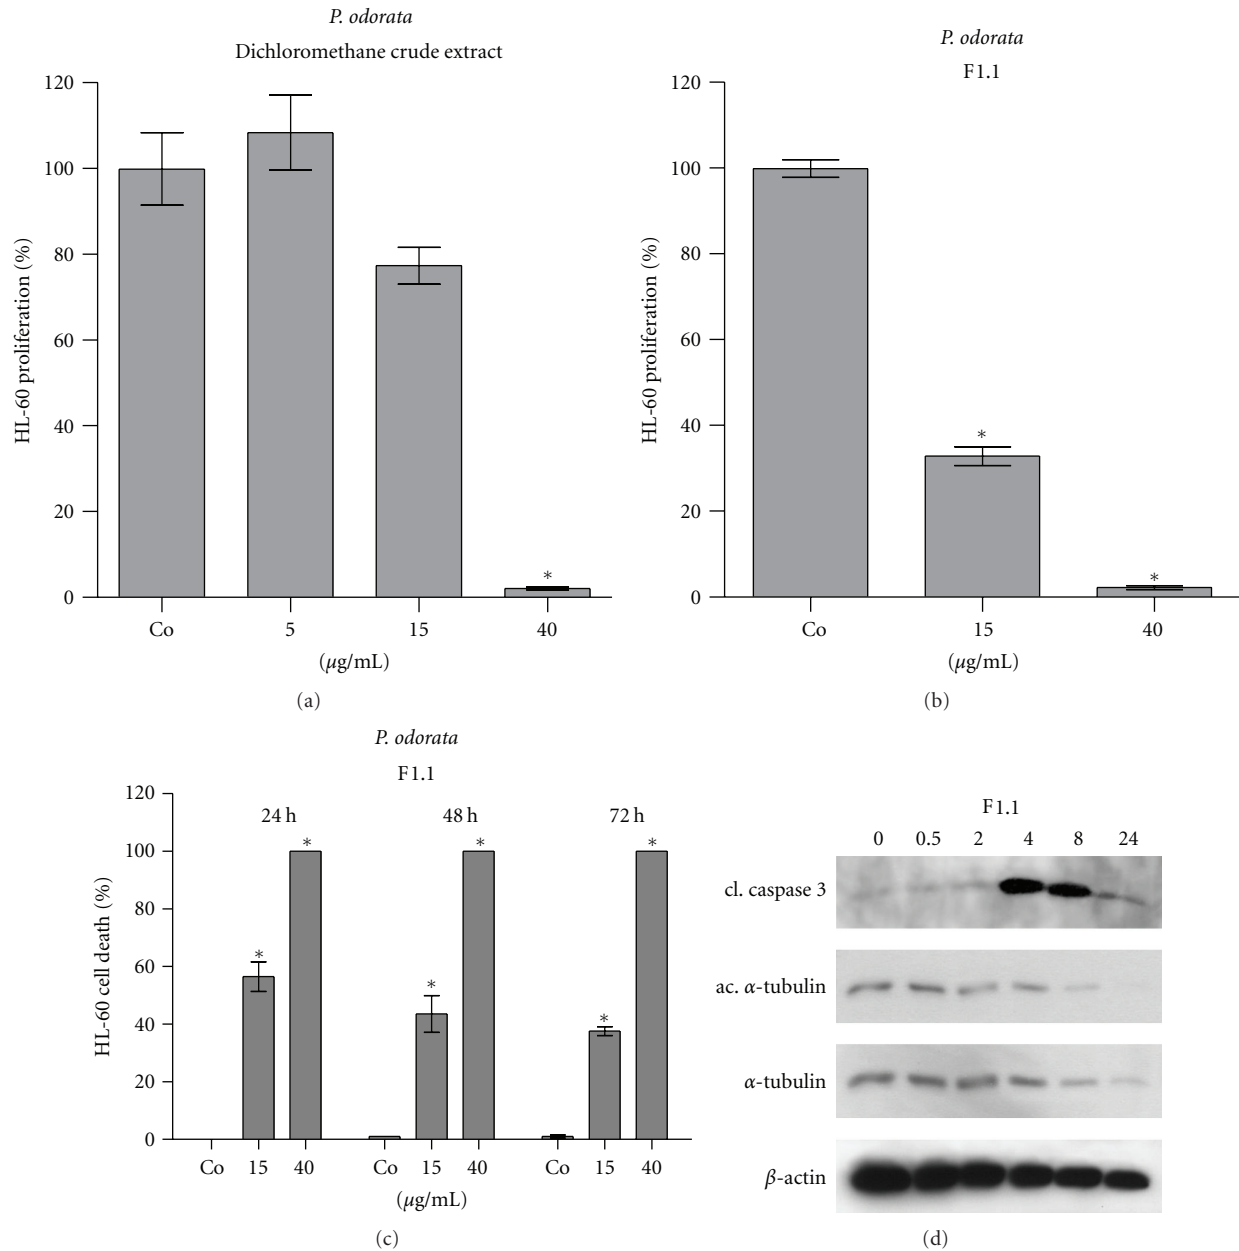 P. odorata
Dichloromethane crude extract
120
100
80
60
40
20
0
HL-60 proliferation (%)
*
Co 5 15 40
(µg/mL)
(a)
P. odorata
F1.1
120
100
80
60
40
20
0
HL-60 proliferation (%)
*
*
Co 15 40
(µg/mL)
(b)
P. odorata
F1.1
120
100
80
60
40
20
0
HL-60 cell death (%)
24 h 48 h 72 h
* * *
* * *
Co 15 40 Co 15 40 Co 15 40
(µg/mL)
(c)
F1.1
0 0.5 2 4 8 24
cl. caspase 3
ac. α-tubulin
α-tubulin
β-actin
(d)